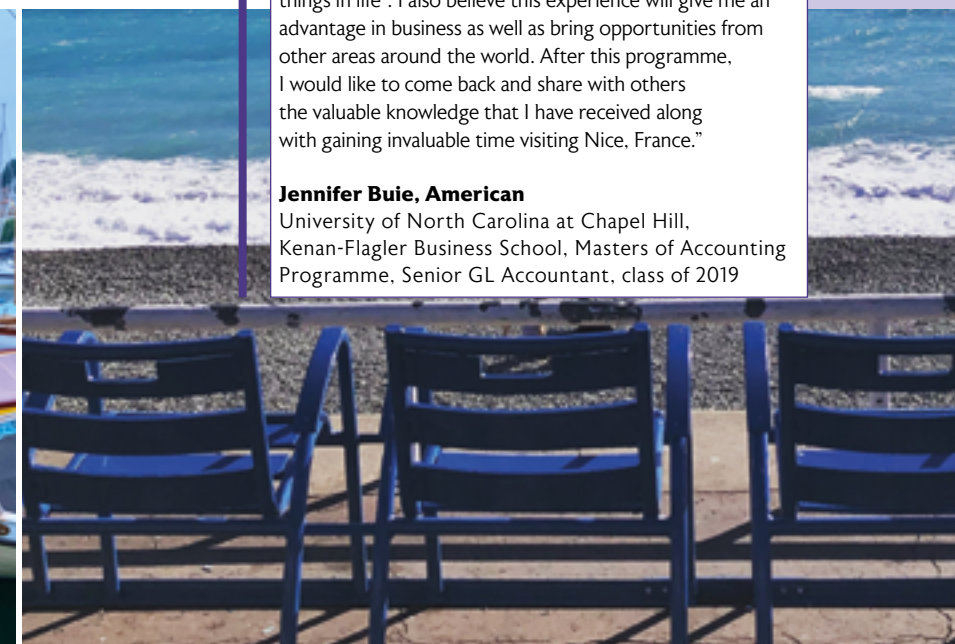 things in life”. I also believe this experience will give me an
advantage in business as well as bring opportunities from
other areas around the world. After this programme,
I would like to come back and share with others
the valuable knowledge that I have received along
with gaining invaluable time visiting Nice, France.”
Jennifer Buie, American
University of North Carolina at Chapel Hill,
Kenan-Flagler Business School, Masters of Accounting
Programme, Senior GL Accountant, class of 2019